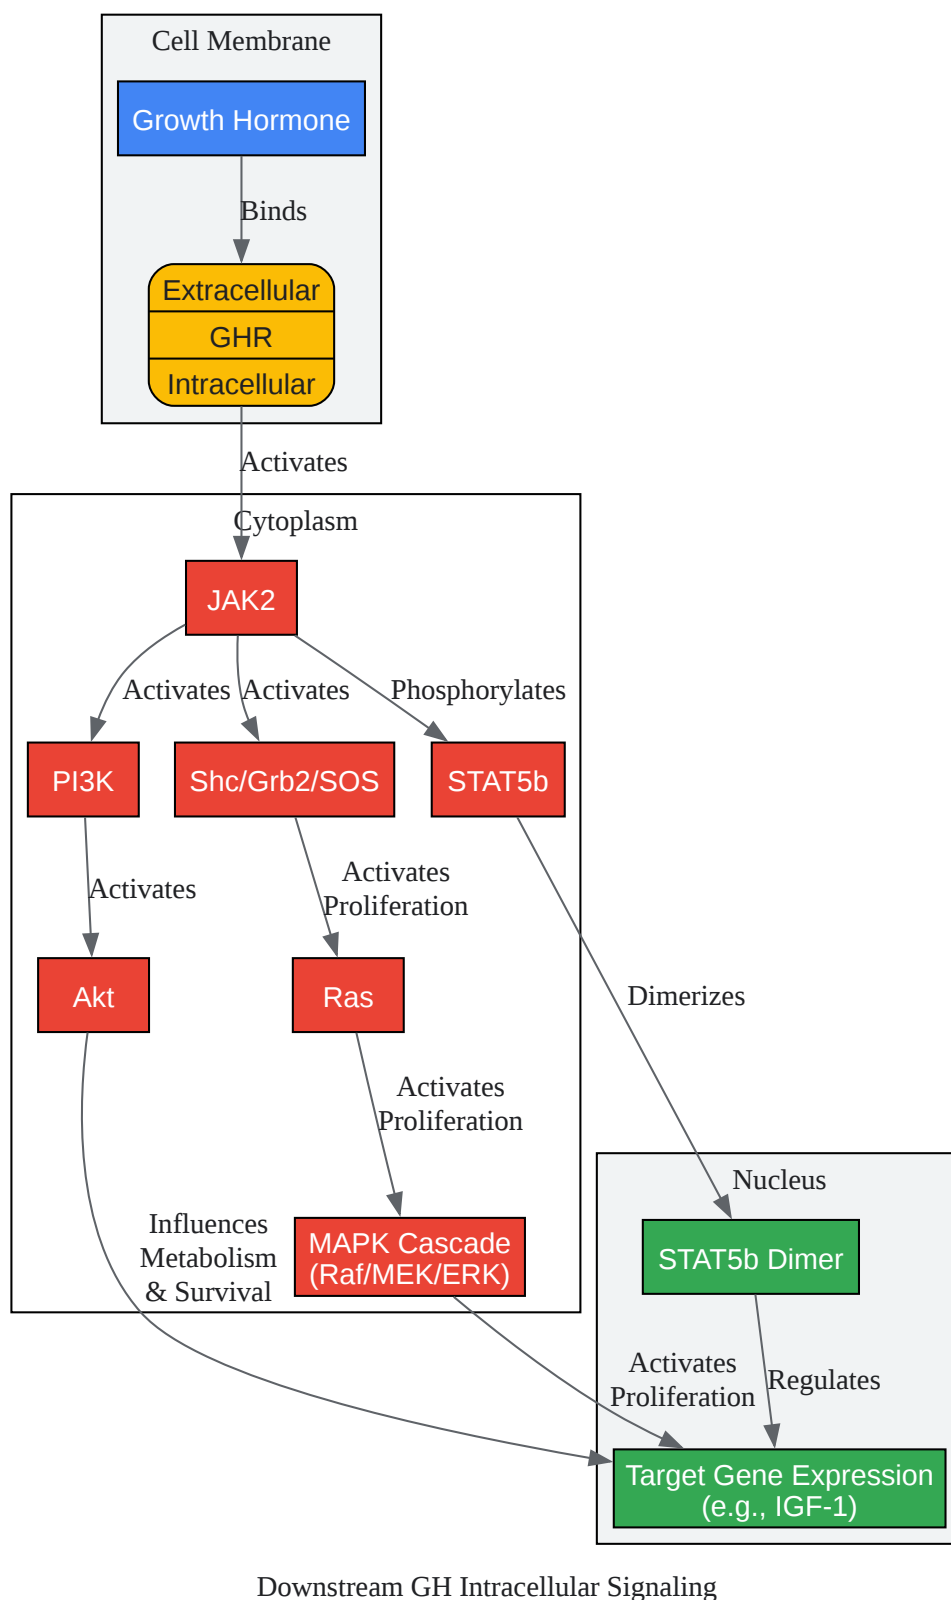 Cell Membrane
Growth Hormone
Binds
Extracellular
GHR
Intracellular
Activates
Cytoplasm
JAK2
Activates
Activates
Phosphorylates
PI3K
Shc/Grb2/SOS
STAT5b
Activates
Activates
Proliferation
Akt
Ras
Dimerizes
Activates
Proliferation
Nucleus
Influences
Metabolism
& Survival
MAPK Cascade
(Raf/MEK/ERK)
STAT5b Dimer
Activates
Proliferation
Regulates
Target Gene Expression
(e.g., IGF-1)
Downstream GH Intracellular Signaling